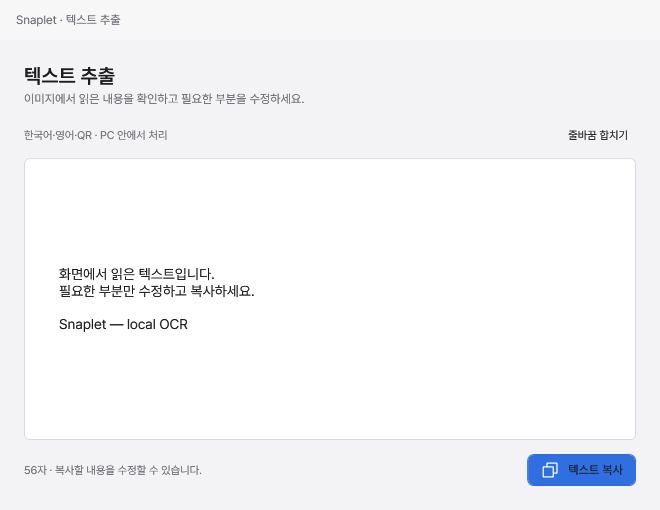 Snaplet · 텍스트 추출
텍스트 추출
이미지에서 읽은 내용을 확인하고 필요한 부분을 수정하세요.
한국어·영어·QR · PC 안에서 처리
줄바꿈 합치기
화면에서 읽은 텍스트입니다.
필요한 부분만 수정하고 복사하세요.
Snaplet — local OCR
56자 · 복사할 내용을 수정할 수 있습니다.
텍스트 복사